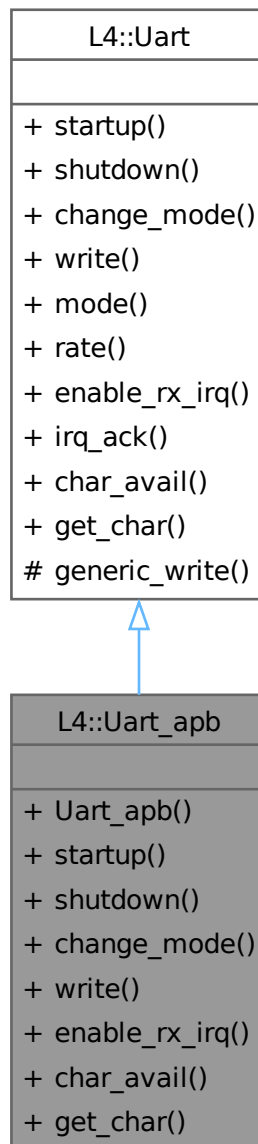 L4::Uart
+ startup()
+ shutdown()
+ change_mode()
+ write()
+ mode()
+ rate()
+ enable_rx_irq()
+ irq_ack()
+ char_avail()
+ get_char()
# generic_write()
L4::Uart_apb
+ Uart_apb()
+ startup()
+ shutdown()
+ change_mode()
+ write()
+ enable_rx_irq()
+ char_avail()
+ get_char()